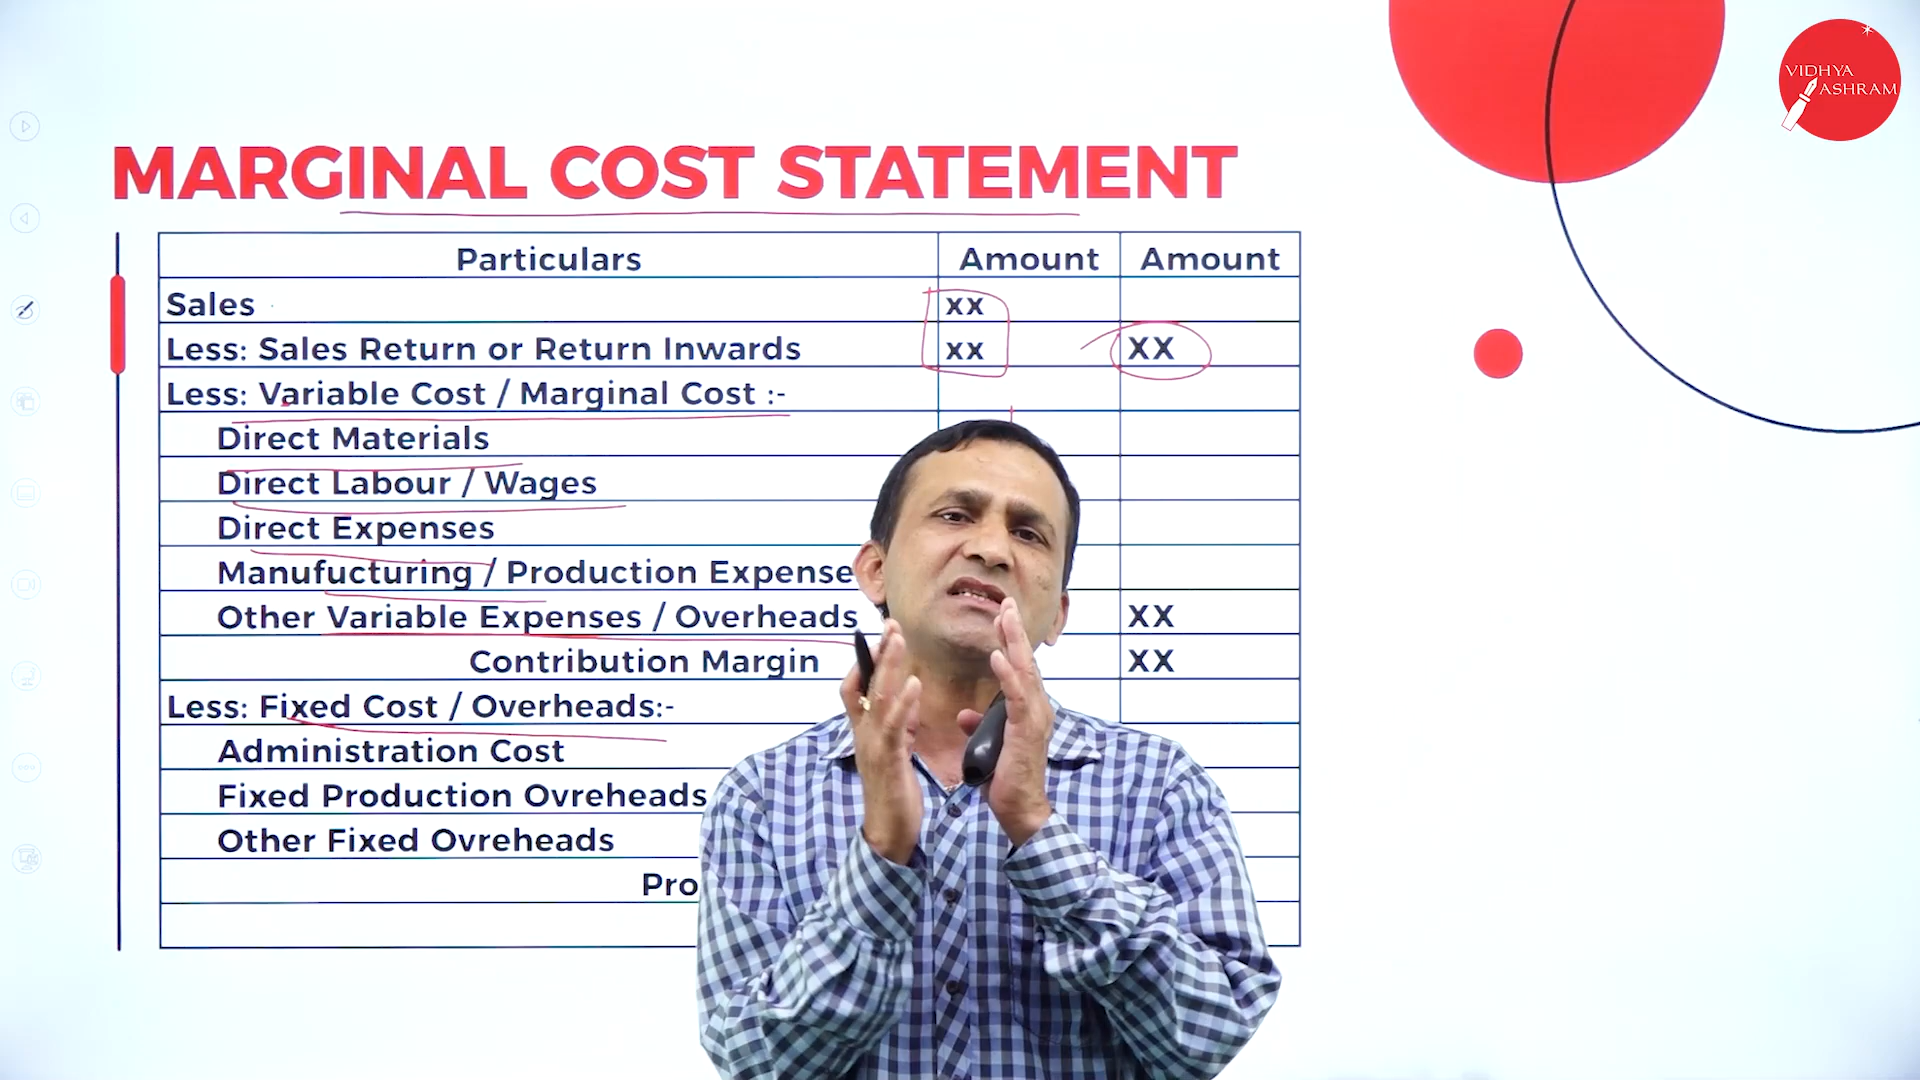 VIDHYA
ASHRAM
MARGINAL COST STATEMENT
Particulars Amount Amount
Sales XX
Less: Sales Return or Return Inwards XX XX
Less: Variable Cost / Marginal Cost :-
Direct Materials
Direct Labour / Wages
Direct Expenses
Manufucturing / Production Expense
Other Variable Expenses / Overheads XX
Contribution Margin XX
Less: Fixed Cost / Overheads:-
Administration Cost
Fixed Production Ovreheads
Other Fixed Ovreheads